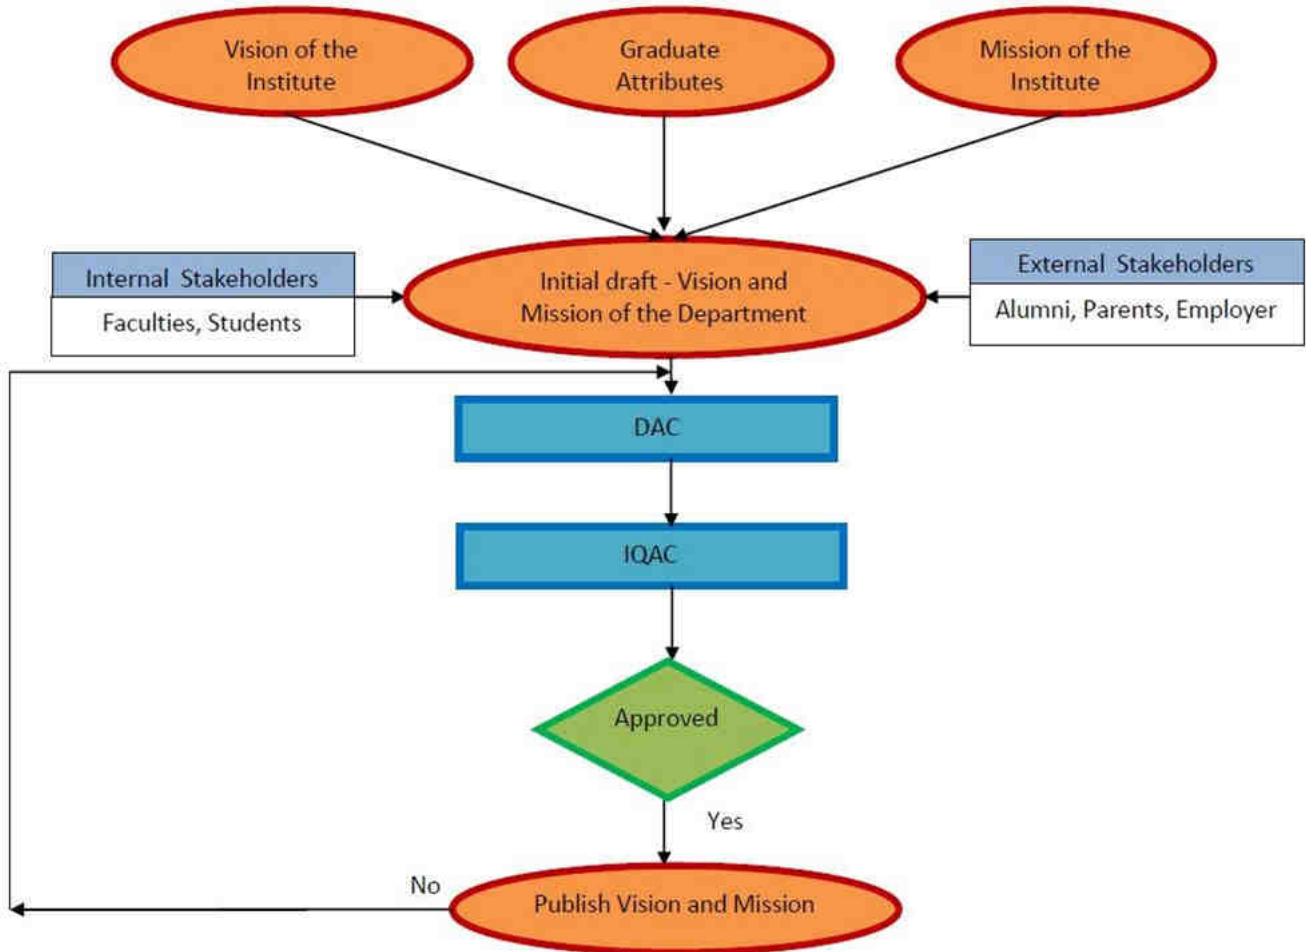 Vision of the
Institute
Graduate
Attributes
Mission of the
Institute
Internal  Stakeholders
Faculties, Students
Initial draft - Vision and
Mission of the Department
External  Stakeholders
Alumni, Parents, Employer
DAC
IQAC
Approved
Yes
No
Publish Vision and Mission